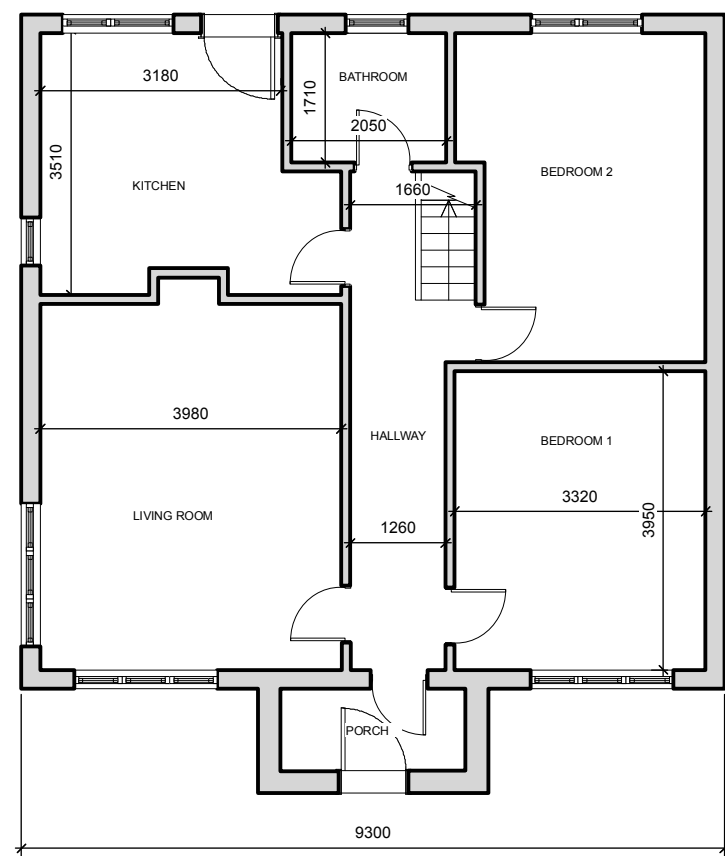 3180
BATHROOM
1710
2050
3510
KITCHEN
1660
BEDROOM 2
3980
HALLWAY
BEDROOM 1
LIVING ROOM
3320
3950
1260
PORCH
9300